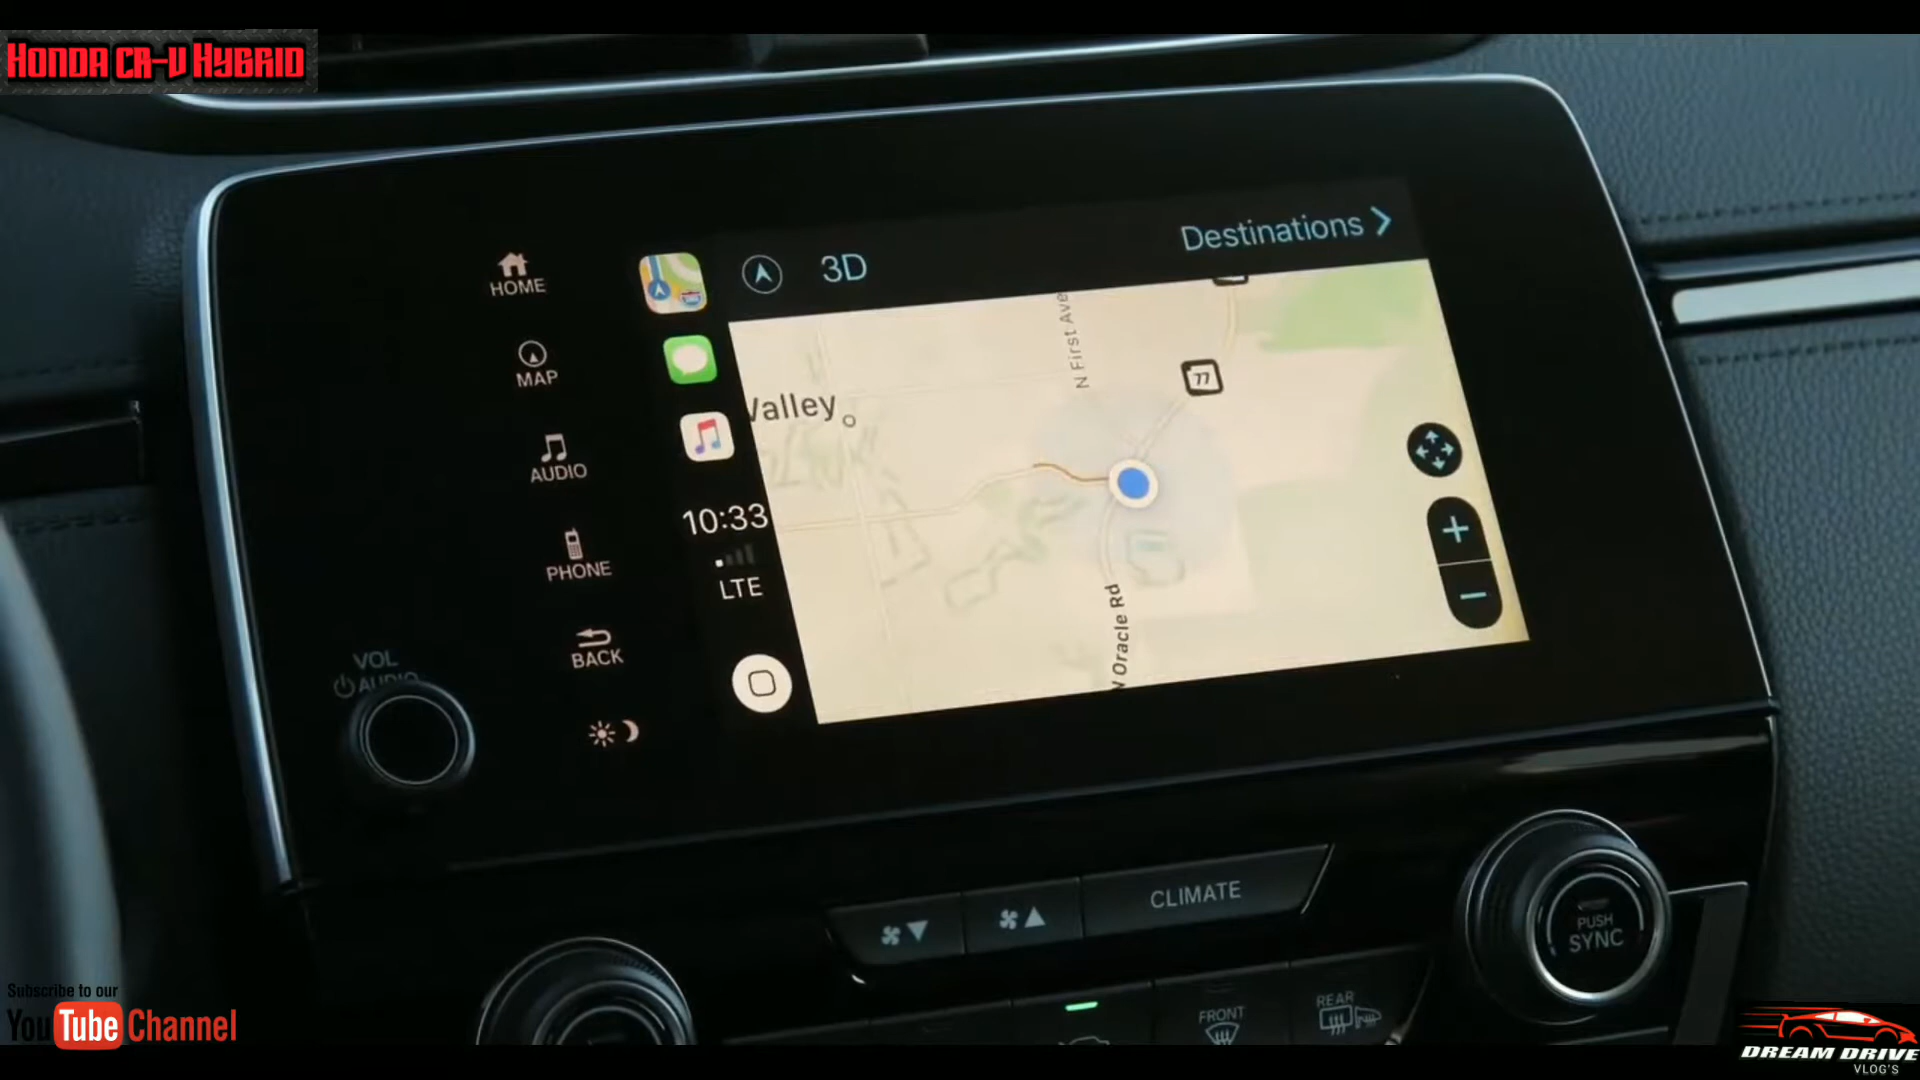 HONDA CR-V HYBRID
Destinations
3D
HOME
MAP
AUDIO
PHONE
BACK
10:33
LTE
N First Ave
77
Valley
N Oracle Rd
VOL
AUDIO
CLIMATE
PUSH
SYNC
FRONT
REAR
Subscribe to our
YouTube Channel
DREAM DRIVE
VLOG'S